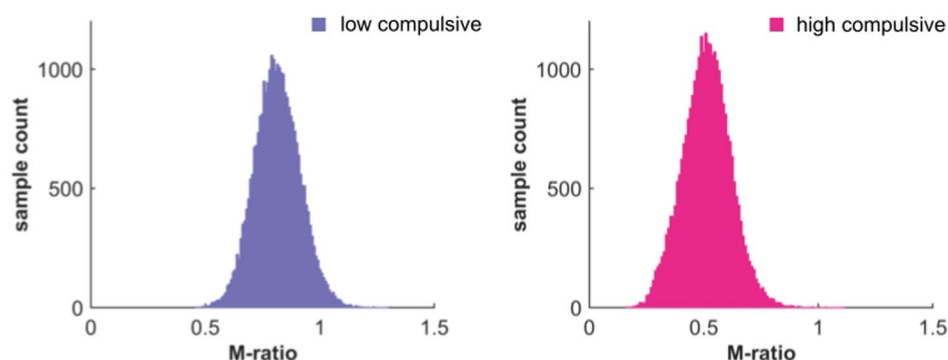 low compulsive
high compulsive
1000
500
0
sample count
0 0.5 1 1.5
M-ratio
1000
500
0
sample count
0 0.5 1 1.5
M-ratio